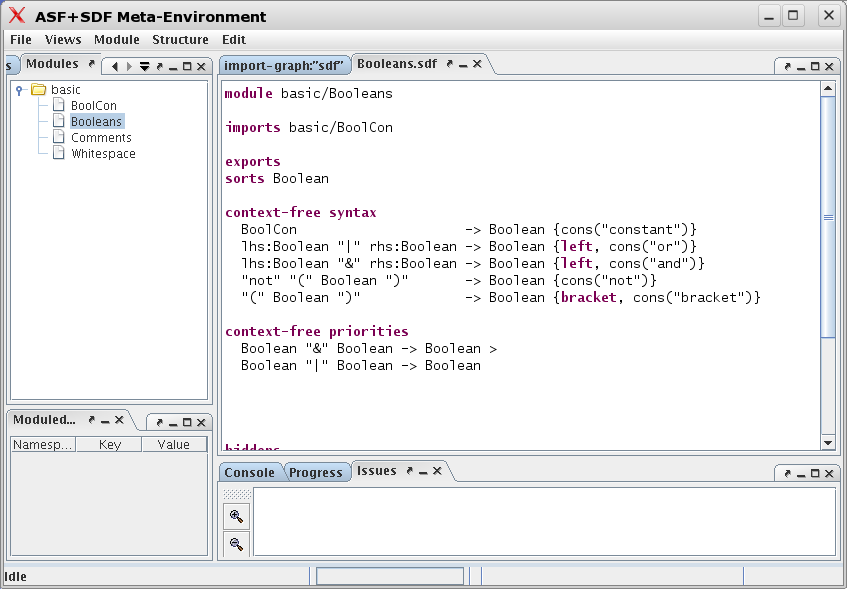 ASF+SDF Meta-Environment
File Views Module Structure Edit
s Modules
basic
BoolCon
Booleans
Comments
Whitespace
Moduled...
Namesp... Key Value
import-graph:"sdf" Booleans.sdf
module basic/Booleans
imports basic/BoolCon
exports
sorts Boolean
context-free syntax
BoolCon -> Boolean {cons("constant")}
lhs:Boolean "|" rhs:Boolean -> Boolean {left, cons("or")}
lhs:Boolean "&" rhs:Boolean -> Boolean {left, cons("and")}
"not" "(" Boolean ")" -> Boolean {cons("not")}
"(" Boolean ")" -> Boolean {bracket, cons("bracket")}
context-free priorities
Boolean "&" Boolean -> Boolean >
Boolean "|" Boolean -> Boolean
hiddens
Console Progress Issues
Idle